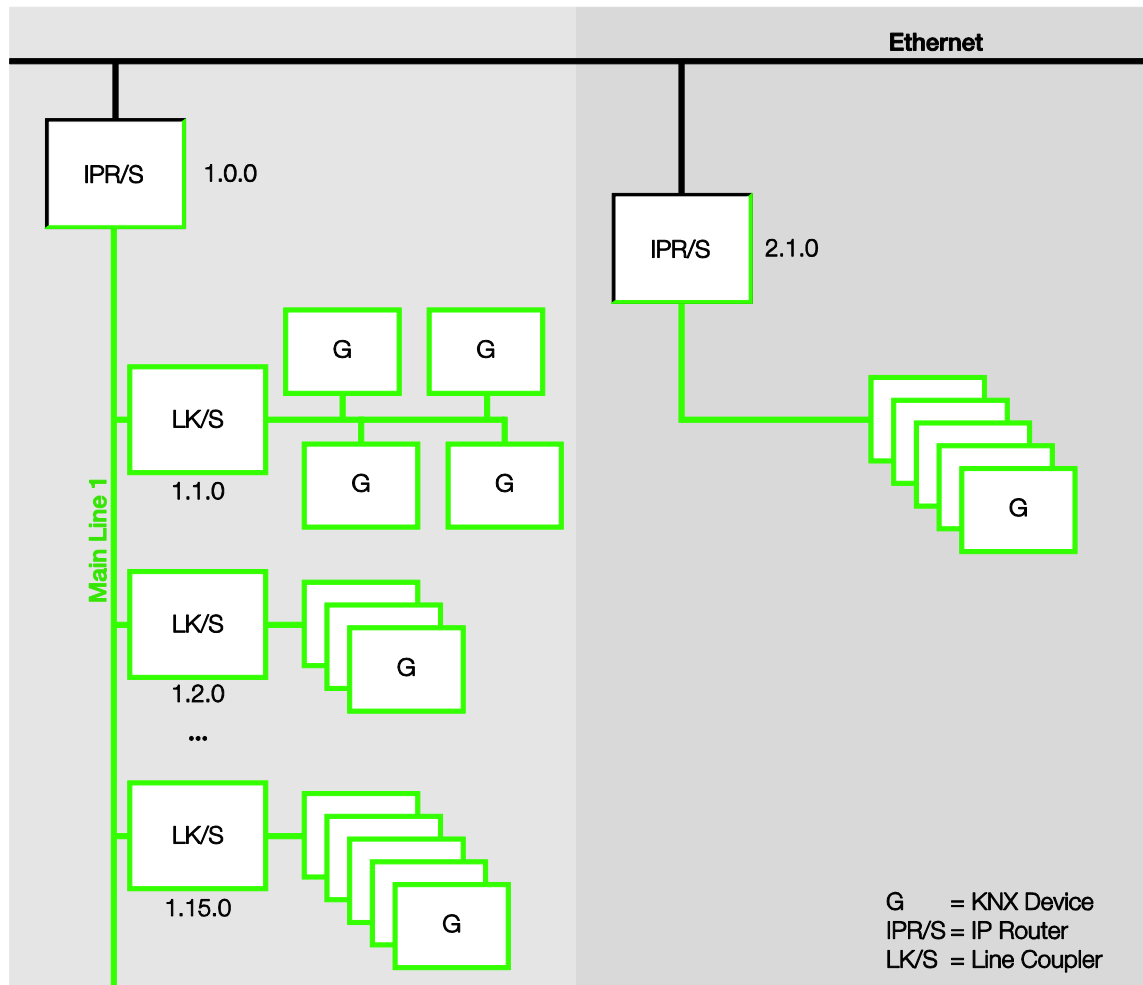 Ethernet
IPR/S
1.0.0
IPR/S
2.1.0
G
G
LK/S
1.1.0
G
G
Main Line 1
G
LK/S
1.2.0
G
...
LK/S
1.15.0
G
G = KNX Device
IPR/S = IP Router
LK/S = Line Coupler